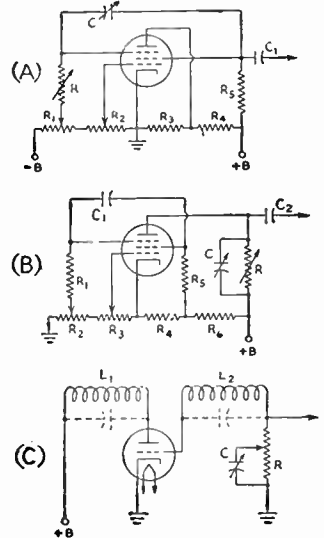 C
(A)
C₁
R
R₅
R₁ R₂ R₃ R₄
-B
+B
C₁
C₂
(B)
C
R
R₁
R₅
R₂ R₃ R₄ R₆
+B
L₁
L₂
(C)
C
R
+B